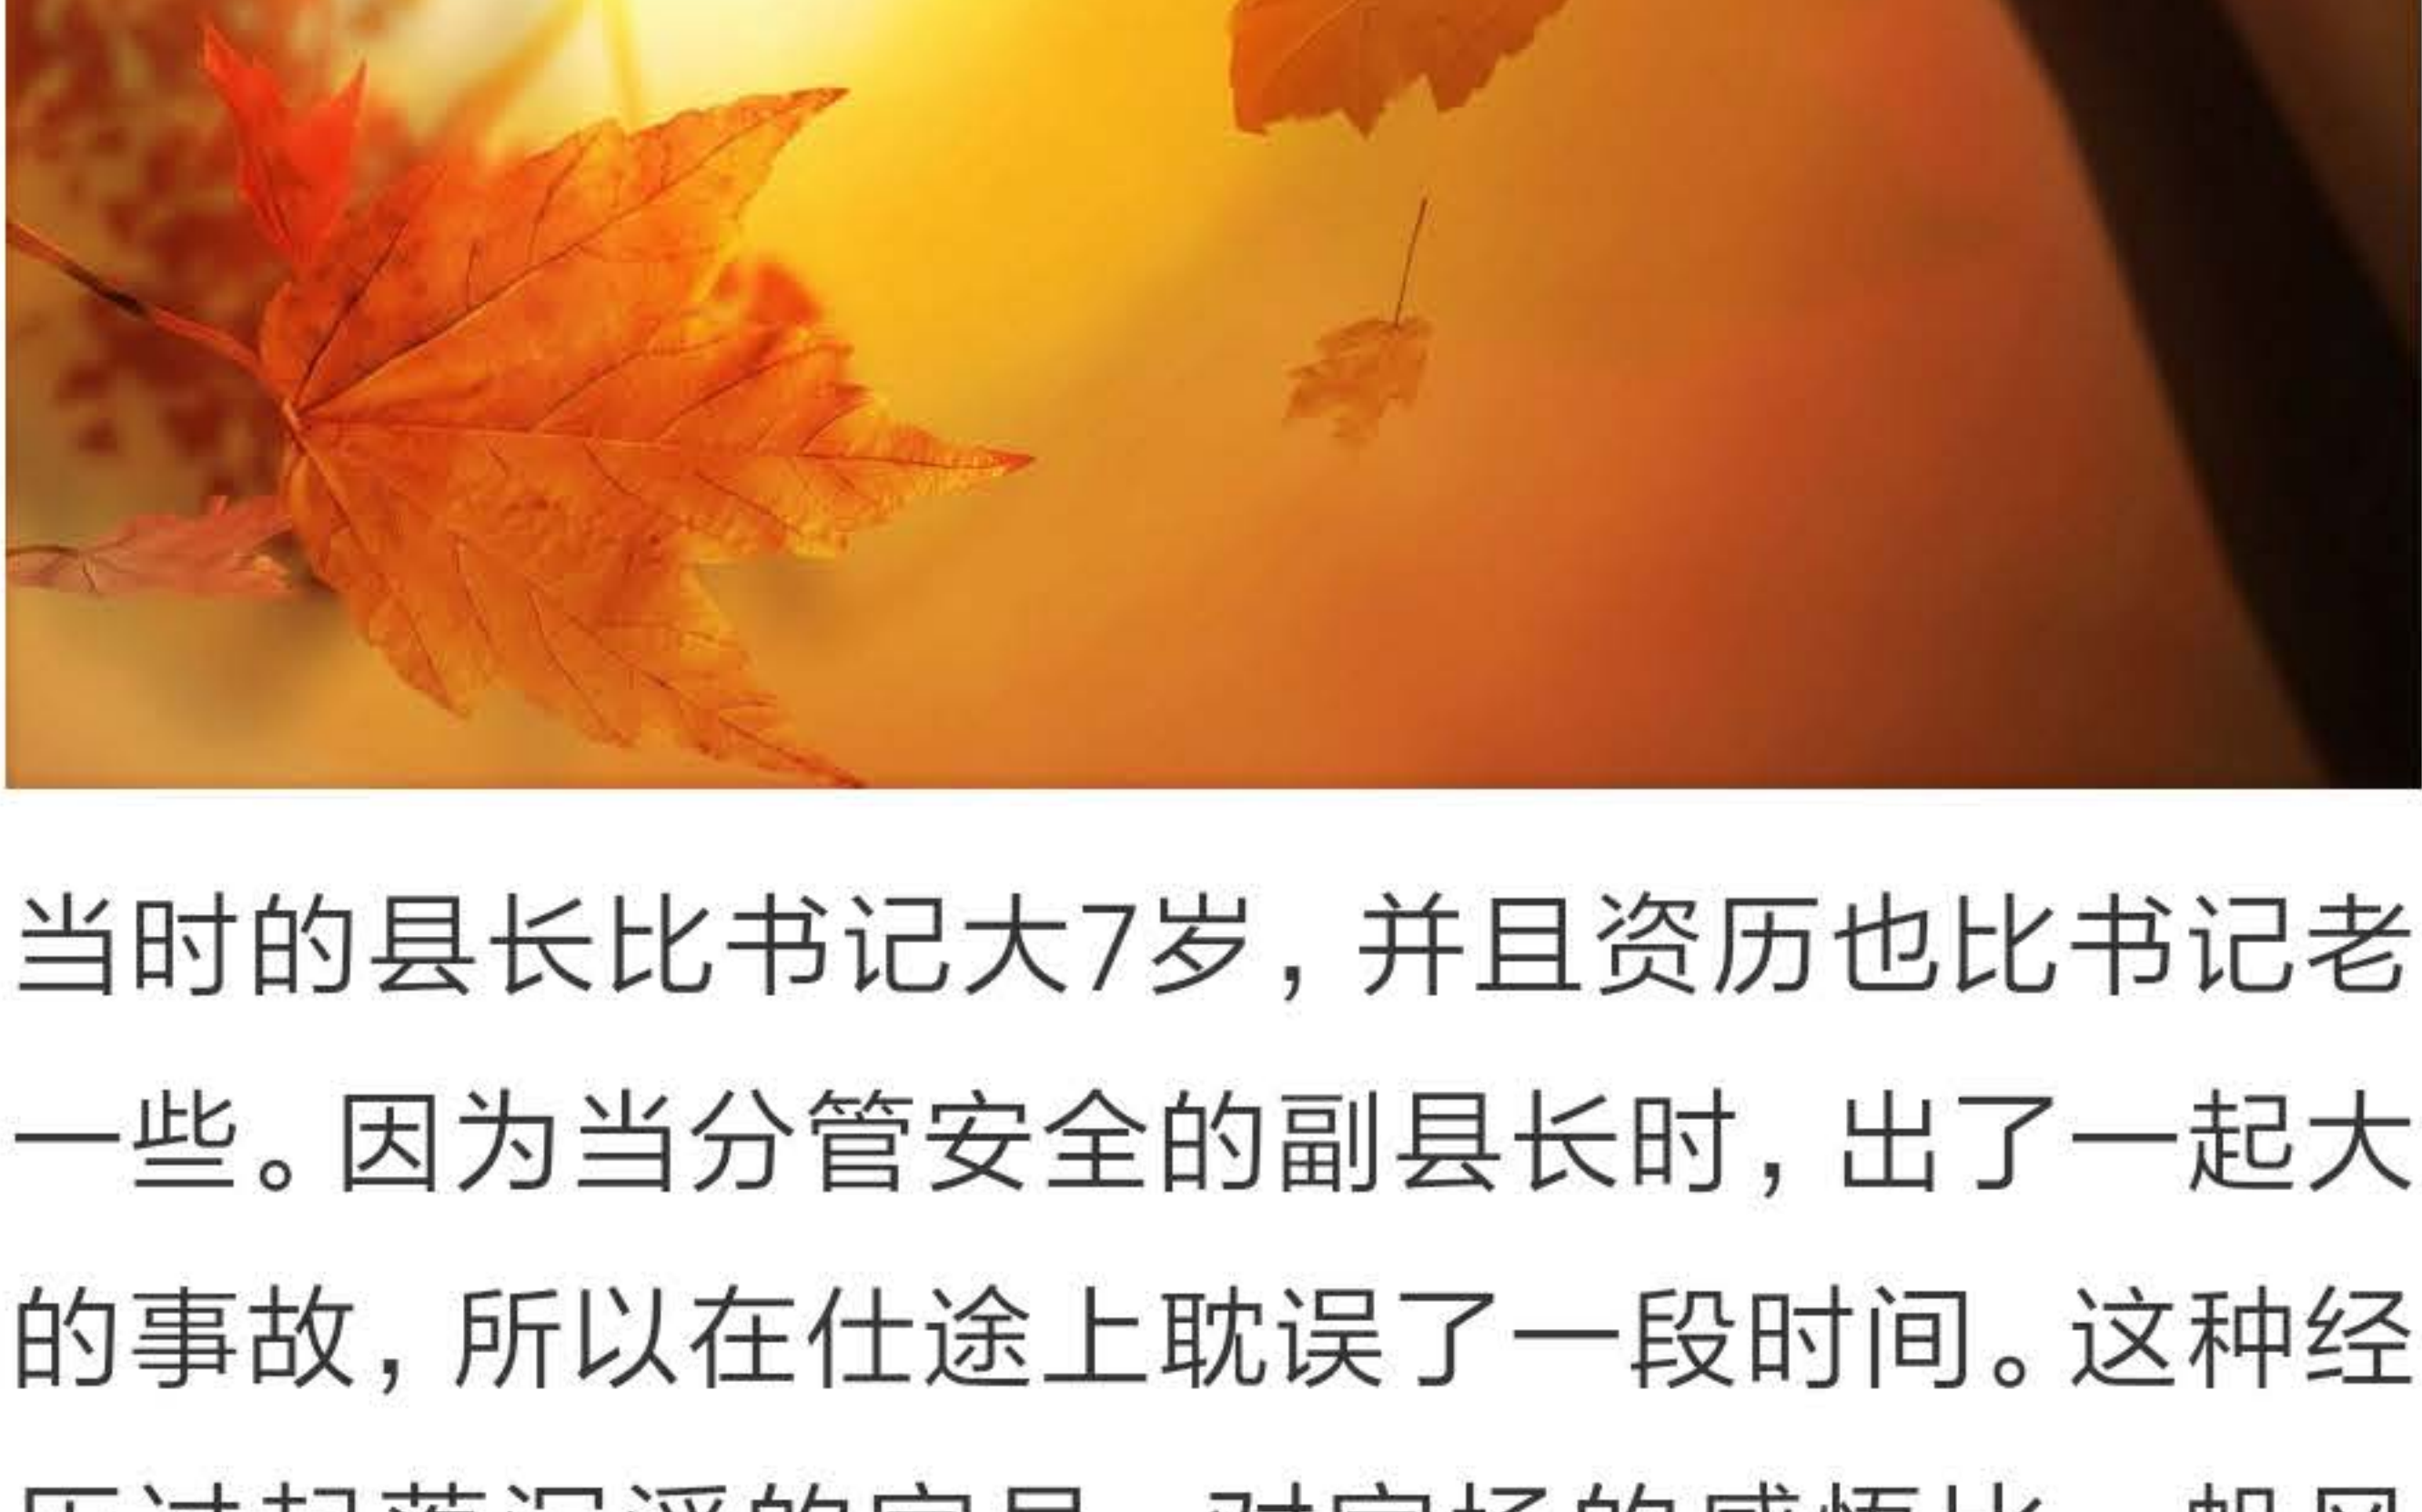 当时的县长比书记大7岁，并且资历也比书记老
一些。因为当分管安全的副县长时，出了一起大
的事故，所以在仕途上耽误了一段时间。这种经